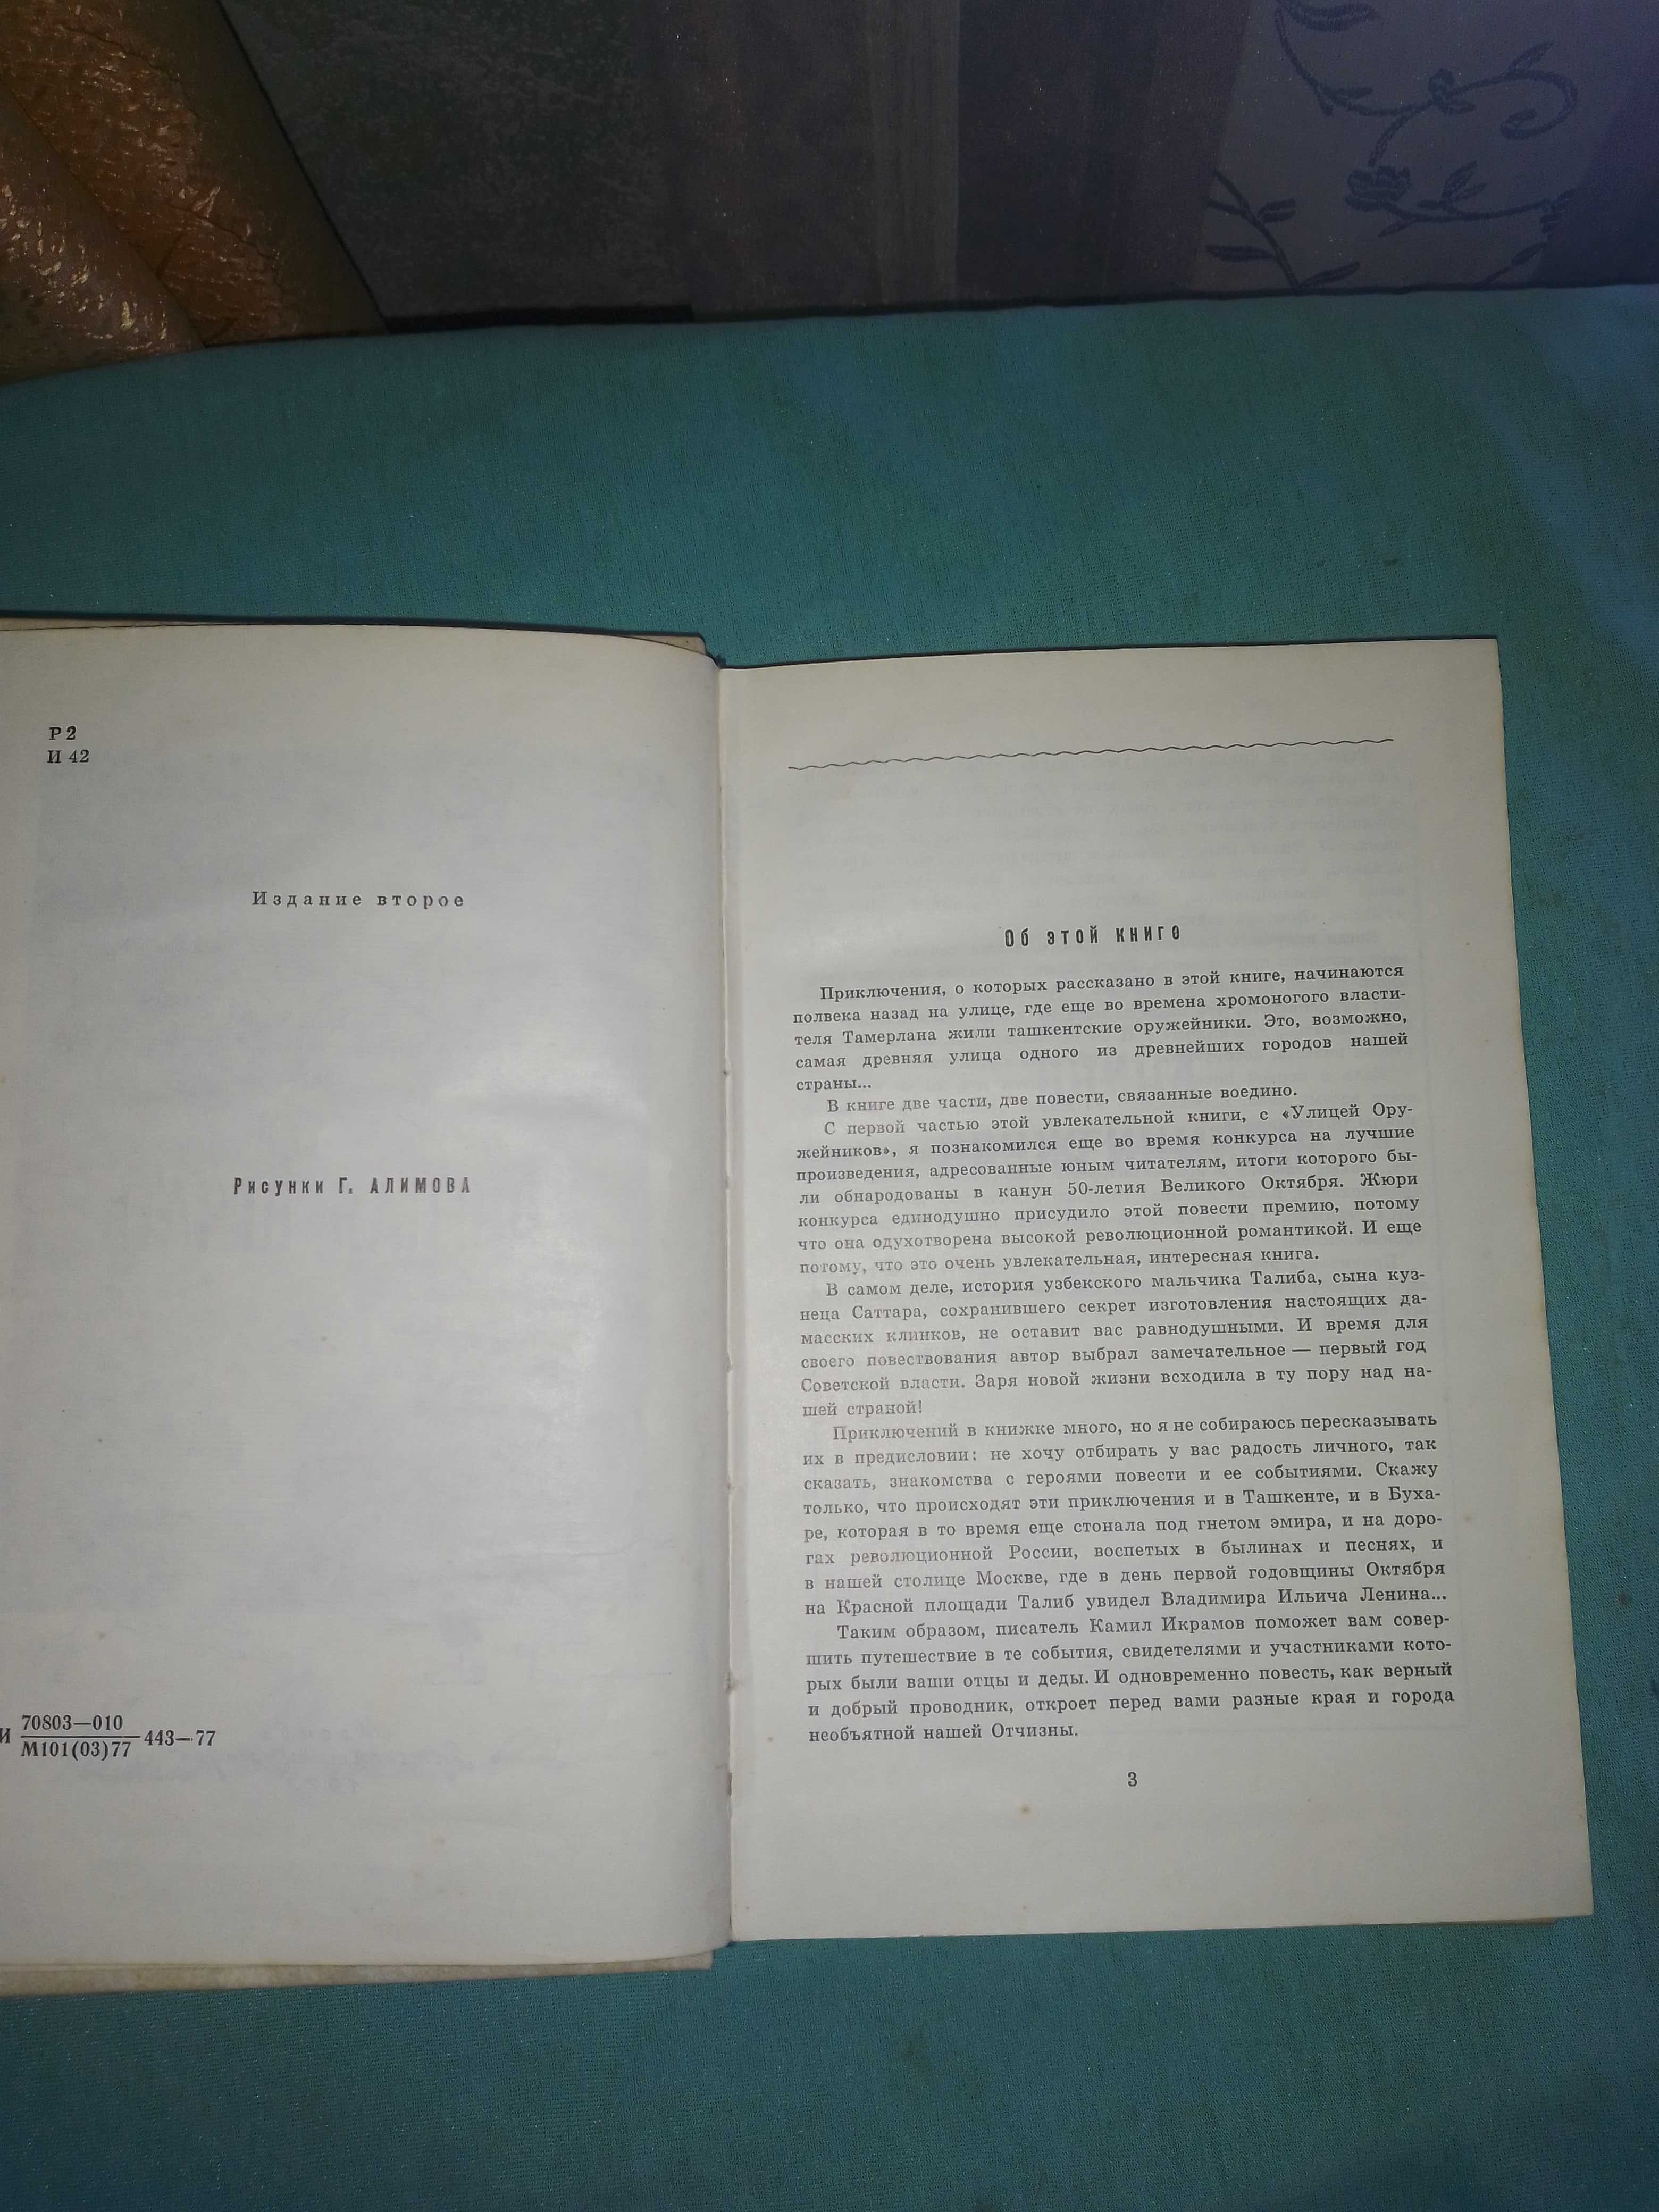 Р2
И 42
Издание второе
Рисунки Г. АЛИМОВА
И 70803—010
М101(03)77 —443—77
Об этой книге
Приключения, о которых рассказано в этой книге, начинаются
полвека назад на улице, где еще во времена хромоногого власти-
теля Тамерлана жили ташкентские оружейники. Это, возможно,
самая древняя улица одного из древнейших городов нашей
страны...
В книге две части, две повести, связанные воедино.
С первой частью этой увлекательной книги, с «Улицей Ору-
жейников», я познакомился еще во время конкурса на лучшие
произведения, адресованные юным читателям, итоги которого бы-
ли обнародованы в канун 50-летия Великого Октября. Жюри
конкурса единодушно присудило этой повести премию, потому
что она одухотворена высокой революционной романтикой. И еще
потому, что это очень увлекательная, интересная книга.
В самом деле, история узбекского мальчика Талиба, сына куз-
неца Саттара, сохранившего секрет изготовления настоящих да-
масских клинков, не оставит вас равнодушными. И время для
своего повествования автор выбрал замечательное — первый год
Советской власти. Заря новой жизни всходила в ту пору над на-
шей страной!
Приключений в книжке много, но я не собираюсь пересказывать
их в предисловии: не хочу отбирать у вас радость личного, так
сказать, знакомства с героями повести и ее событиями. Скажу
только, что происходят эти приключения и в Ташкенте, и в Буха-
ре, которая в то время еще стонала под гнетом эмира, и на доро-
гах революционной России, воспетых в былинах и песнях, и
в нашей столице Москве, где в день первой годовщины Октября
на Красной площади Талиб увидел Владимира Ильича Ленина...
Таким образом, писатель Камил Икрамов поможет вам совер-
шить путешествие в те события, свидетелями и участниками кото-
рых были ваши отцы и деды. И одновременно повесть, как верный
и добрый проводник, откроет перед вами разные края и города
необъятной нашей Отчизны.
3